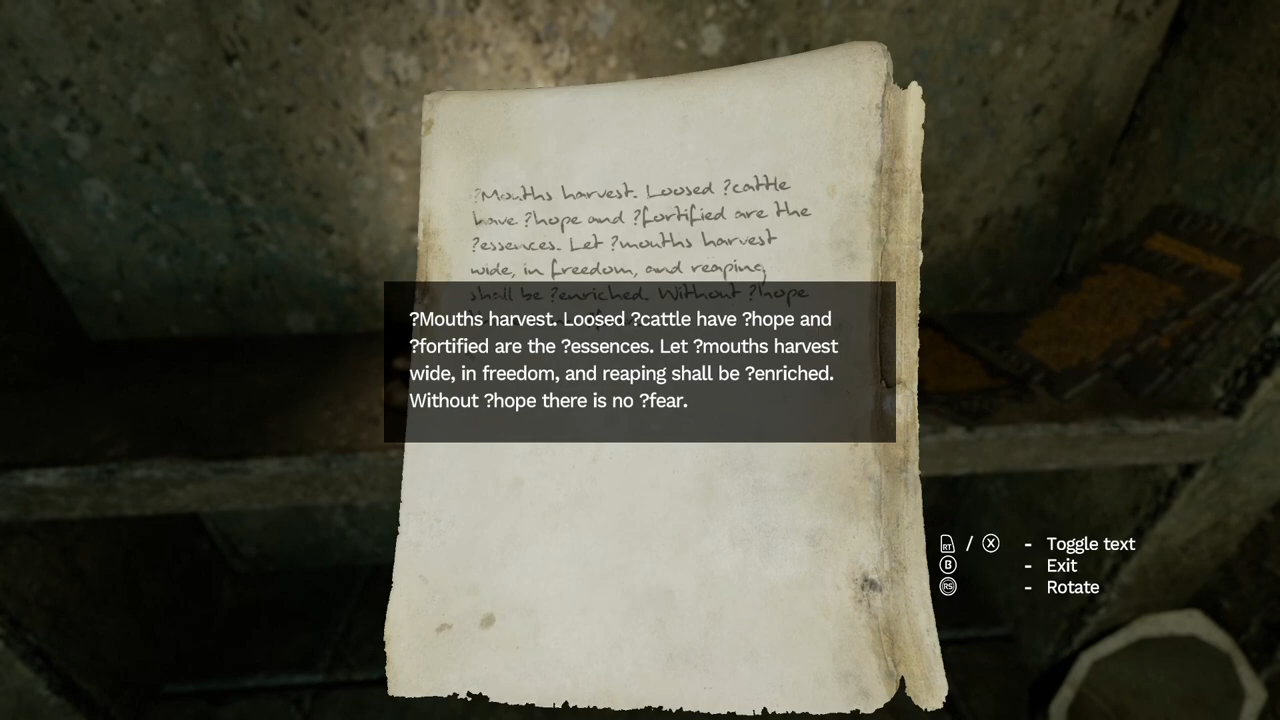 ?Mouths harvest. Loosed ?cattle
have ?hope and ?fortified are the
?essences. Let ?mouths harvest
wide, in freedom, and reaping
shall be ?enriched. Without ?hope
?Mouths harvest. Loosed ?cattle have ?hope and
?fortified are the ?essences. Let ?mouths harvest
wide, in freedom, and reaping shall be ?enriched.
Without ?hope there is no ?fear.
RT / X - Toggle text
B - Exit
RS - Rotate